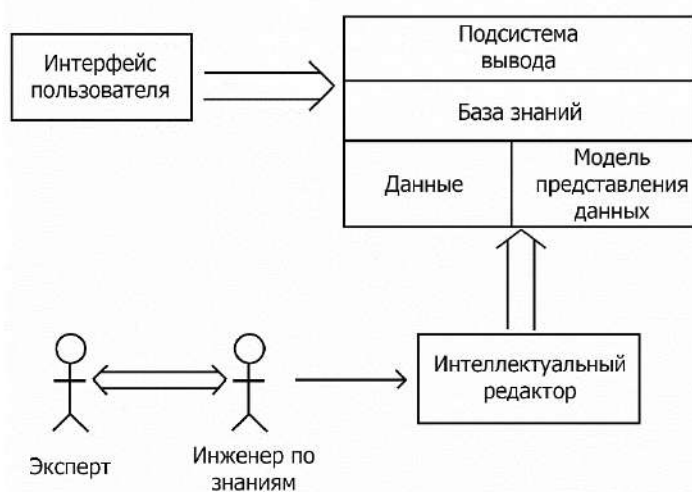 Интерфейс
пользователя
Подсистема
вывода
База знаний
Данные
Модель
представления
данных
Интеллектуальный
редактор
Эксперт
Инженер по
знаниям